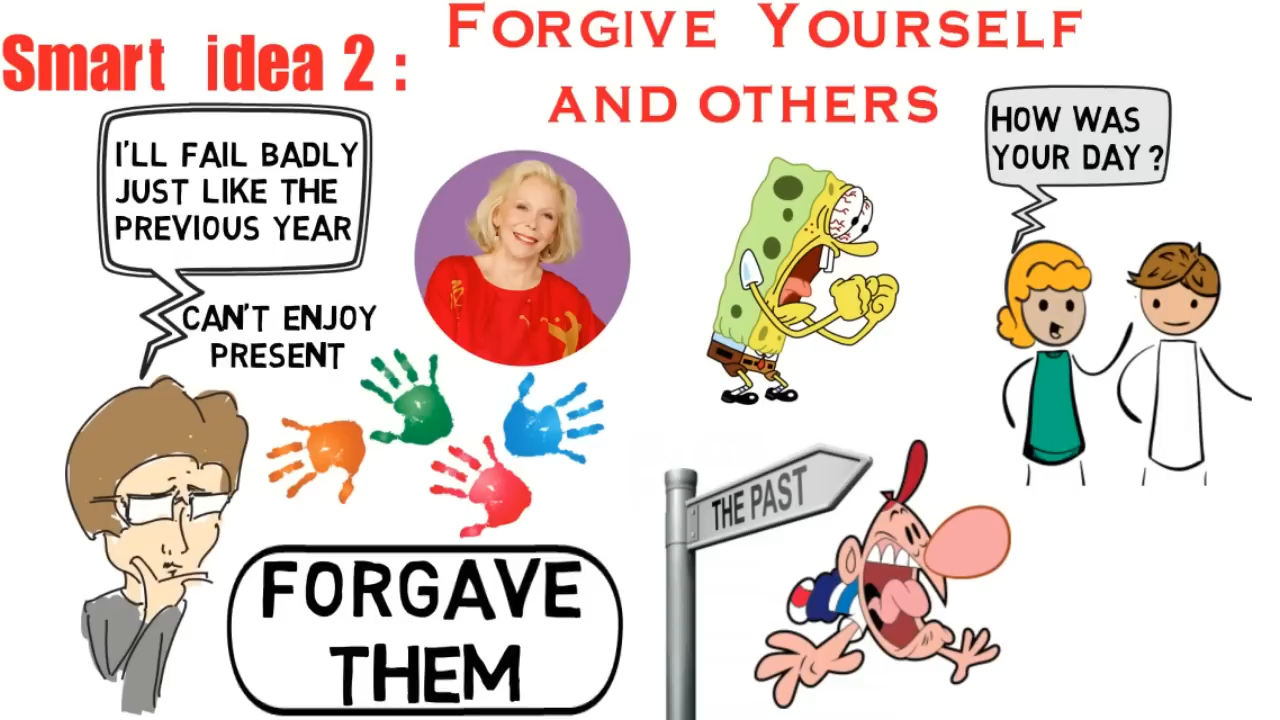 Smart idea 2 :
FORGIVE YOURSELF
AND OTHERS
I'LL FAIL BADLY
JUST LIKE THE
PREVIOUS YEAR
CAN'T ENJOY
PRESENT
HOW WAS
YOUR DAY ?
THE PAST
FORGAVE
THEM